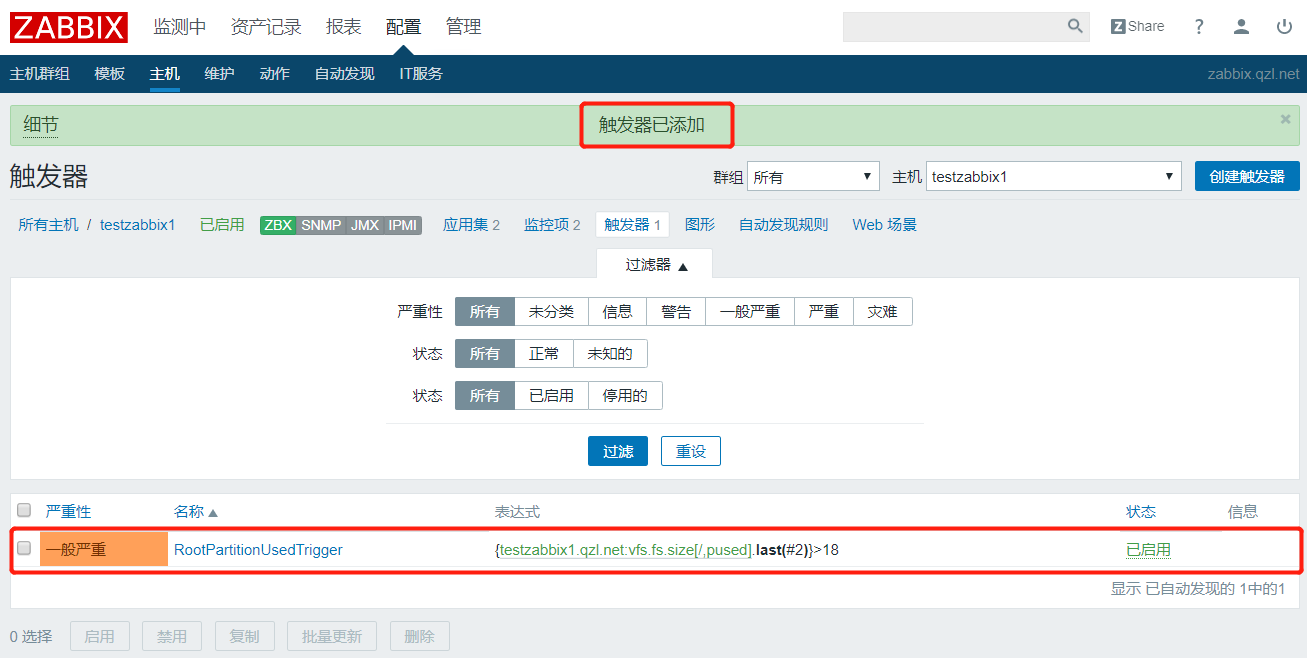 ZABBIX 监测中 资产记录 报表 配置 管理 Z Share ?
主机群组 模板 主机 维护 动作 自动发现 IT服务 zabbix.qzl.net
细节 触发器已添加 ×
触发器 群组 所有 主机 testzabbix1 创建触发器
所有主机 / testzabbix1 已启用 ZBX SNMP JMX IPMI 应用集 2 监控项 2 触发器 1 图形 自动发现规则 Web 场景
过滤器 ▲
严重性 所有 未分类 信息 警告 一般严重 严重 灾难
状态 所有 正常 未知的
状态 所有 已启用 停用的
过滤 重设
严重性 名称 ▲ 表达式 状态 信息
一般严重 RootPartitionUsedTrigger {testzabbix1.qzl.net:vfs.fs.size[/,pused].last(#2)}>18 已启用
显示 已自动发现的 1中的1
0 选择 启用 禁用 复制 批量更新 删除